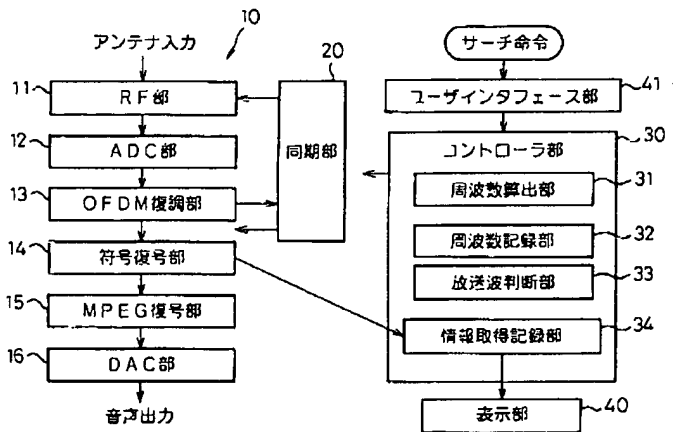 アンテナ入力
10
11
RF部
12
ADC部
13
OFDM復調部
14
符号復号部
15
MPEG復号部
16
DAC部
音声出力
20
同期部
サーチ命令
ユーザインタフェース部
41
30
コントローラ部
周波数算出部
31
周波数記録部
32
放送波判断部
33
情報取得記録部
34
表示部
40